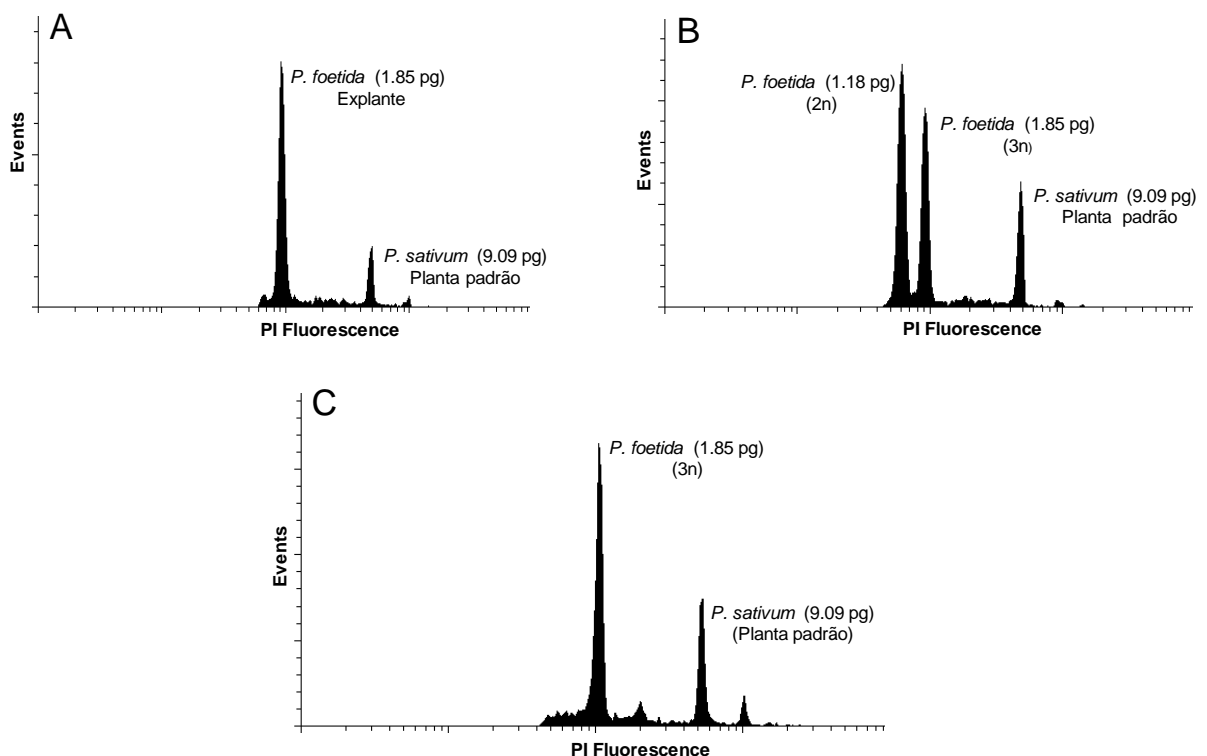 A
P. foetida (1.85 pg)
Explante
P. sativum (9.09 pg)
Planta padrão
Events
PI Fluorescence
B
P. foetida (1.18 pg)
(2n)
P. foetida (1.85 pg)
(3n)
P. sativum (9.09 pg)
Planta padrão
Events
PI Fluorescence
C
P. foetida (1.85 pg)
(3n)
P. sativum (9.09 pg)
(Planta padrão)
Events
PI Fluorescence